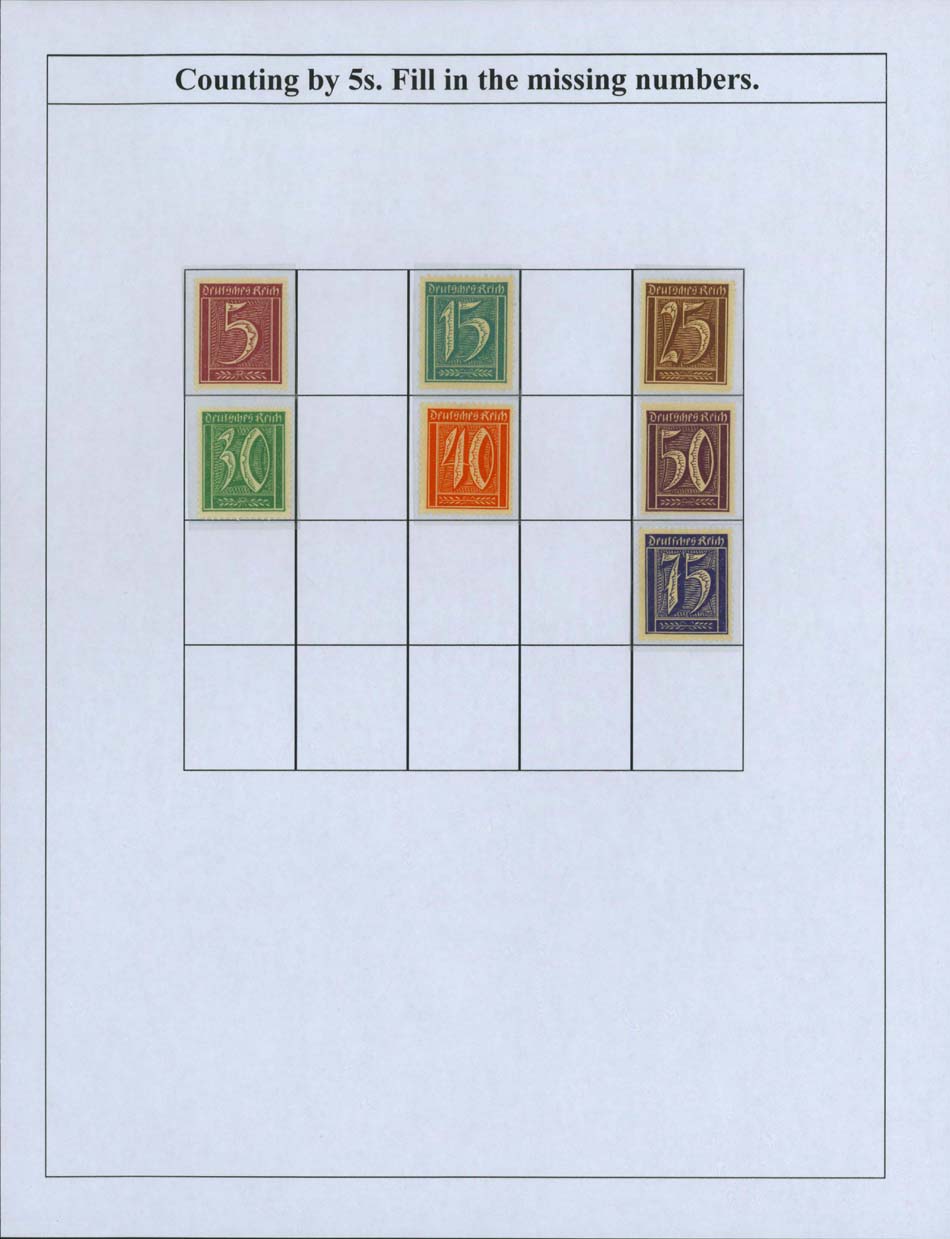 Counting by 5s. Fill in the missing numbers.
Deutsches Reich
5
Deutsches Reich
15
Deutsches Reich
25
Deutsches Reich
30
Deutsches Reich
40
Deutsches Reich
50
Deutsches Reich
75